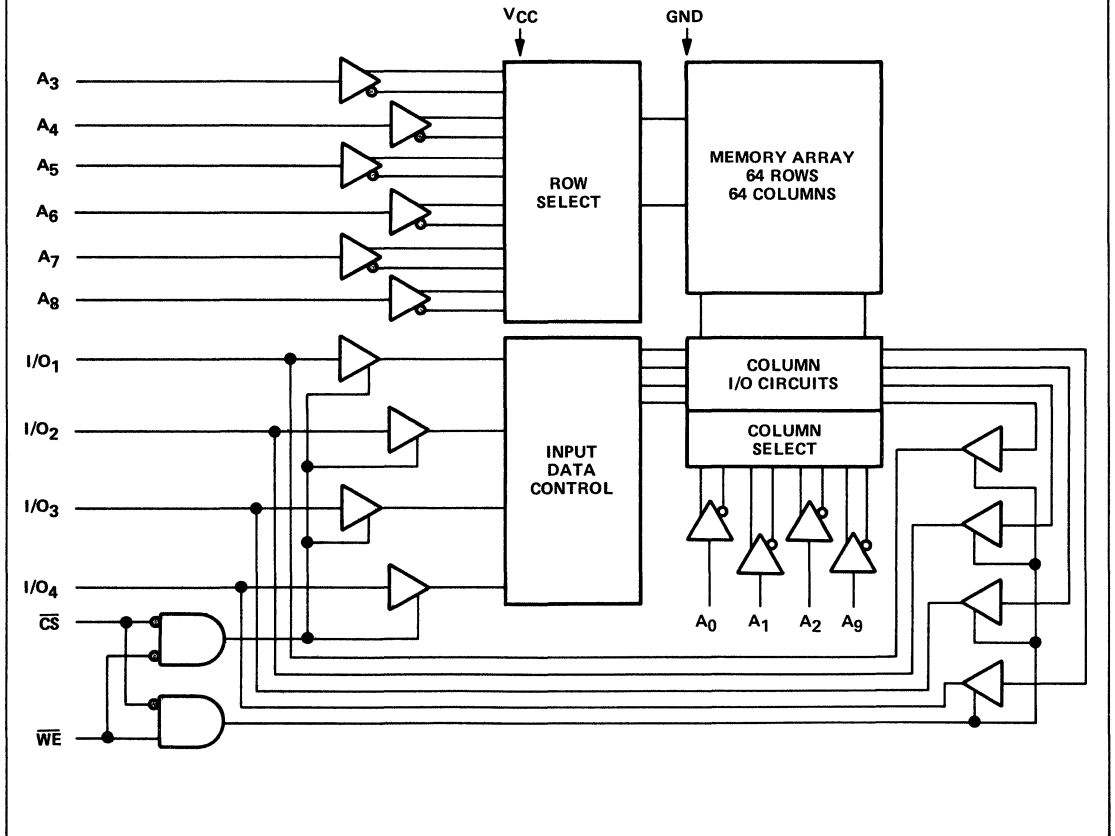 VCC
GND
A3
A4
A5
A6
A7
A8
ROW
SELECT
MEMORY ARRAY
64 ROWS
64 COLUMNS
I/O1
I/O2
I/O3
I/O4
INPUT
DATA
CONTROL
COLUMN
I/O CIRCUITS
COLUMN
SELECT
A0
A1
A2
A9
CS
WE